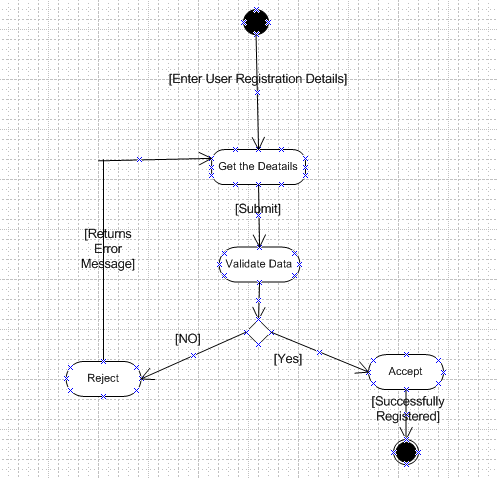 [Enter User Registration Details]
Get the Deatails
[Submit]
[Returns
Error
Message]
Validate Data
[NO]
[Yes]
Reject
Accept
[Successfully
Registered]